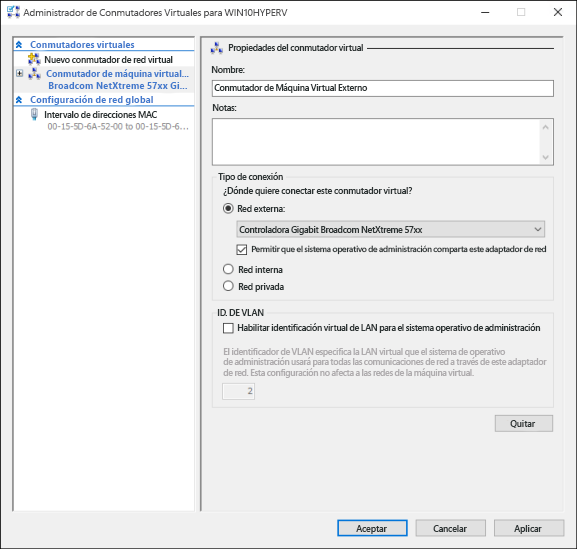 Administrador de Conmutadores Virtuales para WIN10HYPERV
Conmutadores virtuales
Nuevo conmutador de red virtual
Conmutador de máquina virtual...
Broadcom NetXtreme 57xx Gi...
Configuración de red global
Intervalo de direcciones MAC
00-15-5D-6A-52-00 to 00-15-5D-6...
Propiedades del conmutador virtual
Nombre:
Conmutador de Máquina Virtual Externo
Notas:
Tipo de conexión
¿Dónde quiere conectar este conmutador virtual?
Red externa:
Controladora Gigabit Broadcom NetXtreme 57xx
Permitir que el sistema operativo de administración comparta este adaptador de red
Red interna
Red privada
ID. DE VLAN
Habilitar identificación virtual de LAN para el sistema operativo de administración
El identificador de VLAN especifica la LAN virtual que el sistema de operativo
de administración usará para todas las comunicaciones de red a través de este adaptador
de red. Esta configuración no afecta a las redes de la máquina virtual.
2
Quitar
Aceptar
Cancelar
Aplicar